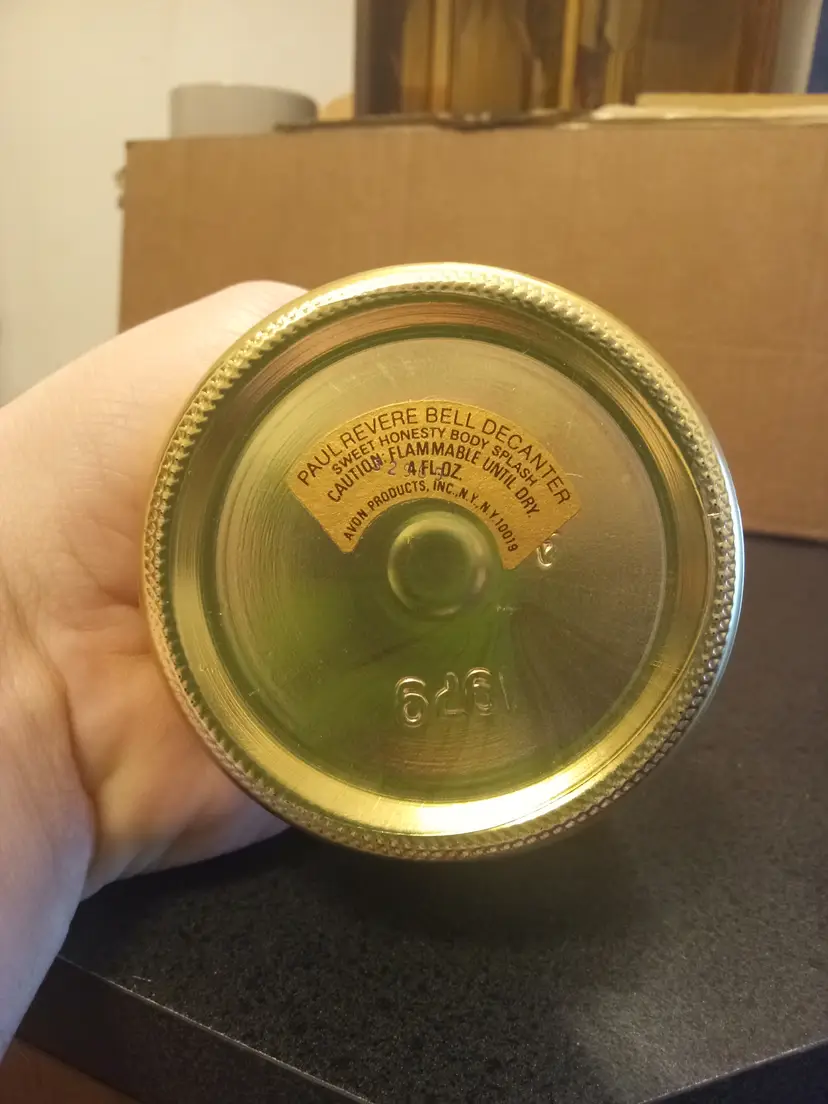 PAUL REVERE BELL DECANTER
SWEET HONESTY BODY SPLASH
CAUTION: FLAMMABLE UNTIL DRY.
4 FL.OZ.
AVON PRODUCTS, INC., N.Y., N.Y. 10019
1979